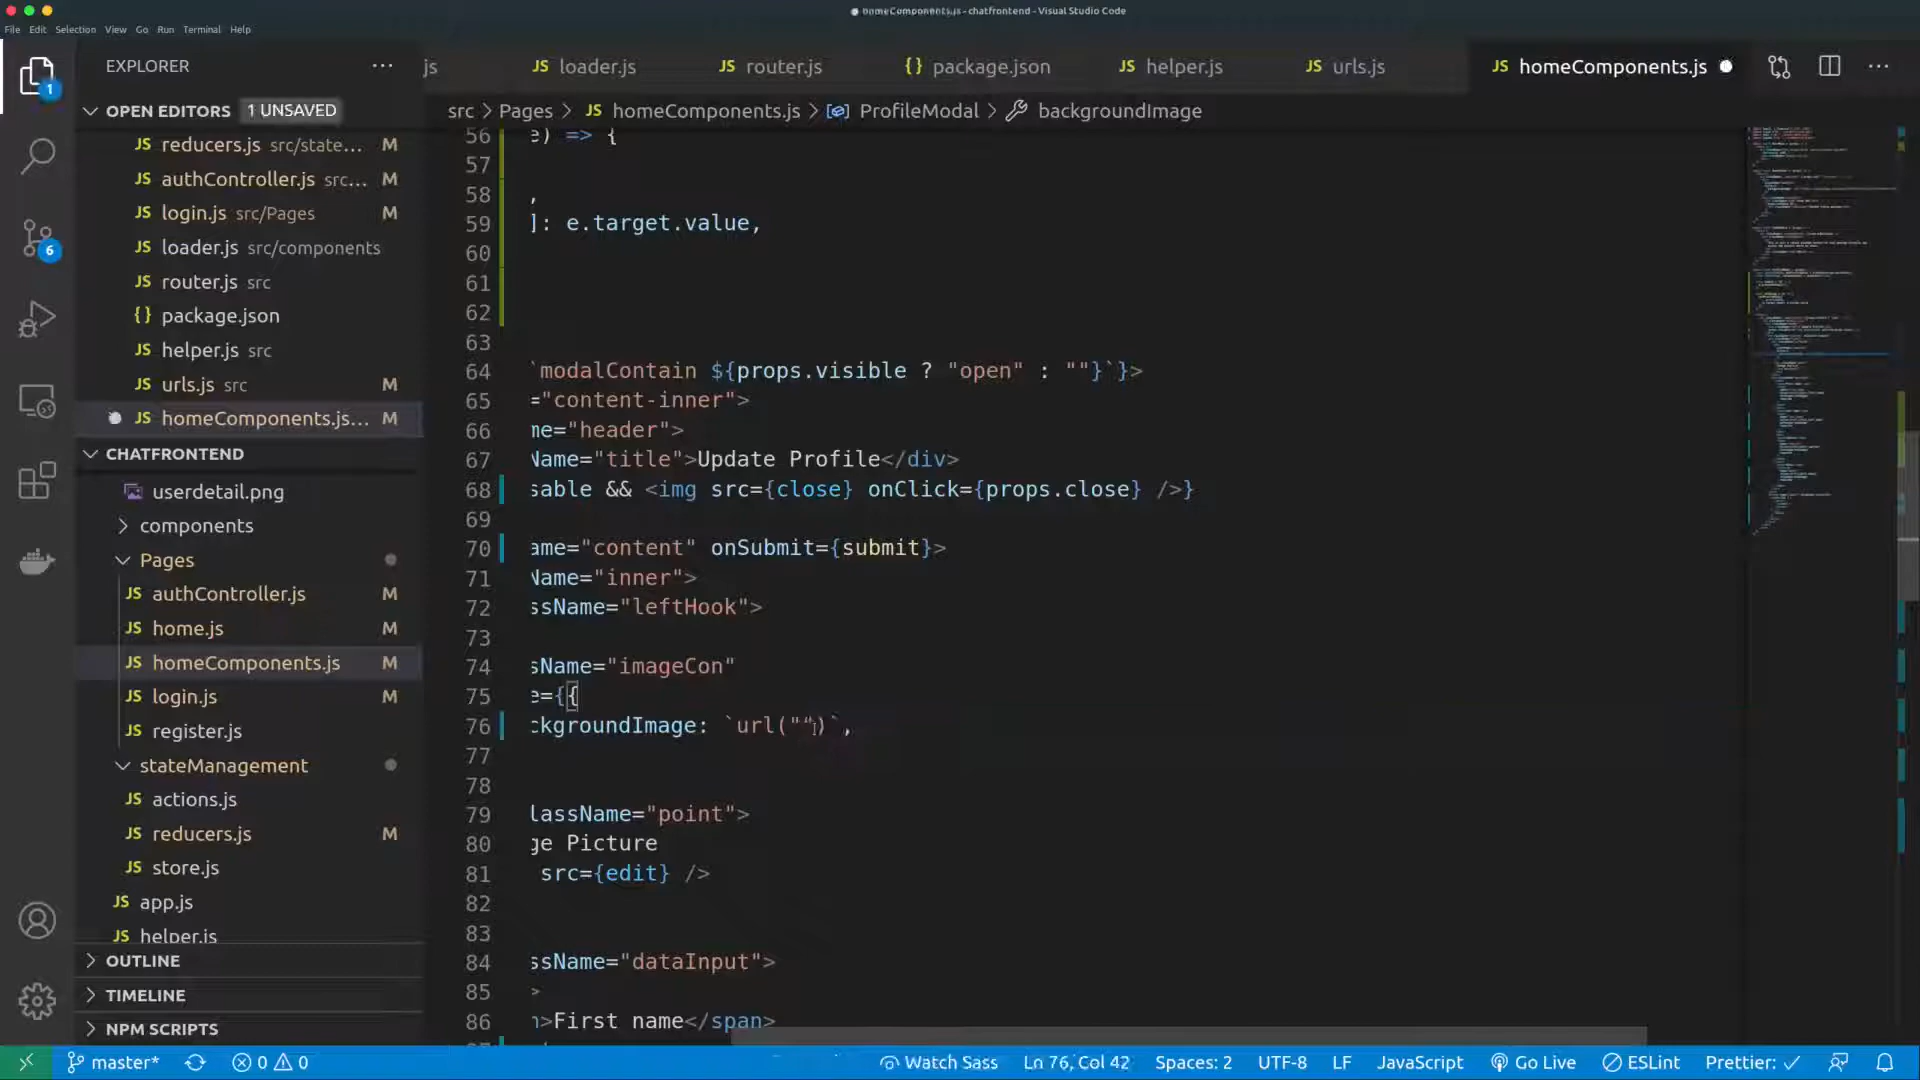 homeComponents.js - chatfrontend - Visual Studio Code
File Edit Selection View Go Run Terminal Help
EXPLORER
js
JS loader.js
JS router.js
{} package.json
JS helper.js
JS urls.js
JS homeComponents.js
OPEN EDITORS 1 UNSAVED
src > Pages > JS homeComponents.js > ProfileModal > backgroundImage
JS reducers.js src/state... M
JS authController.js src... M
JS login.js src/Pages M
JS loader.js src/components
JS router.js src
{} package.json
JS helper.js src
JS urls.js src M
JS homeComponents.js... M
CHATFRONTEND
userdetail.png
components
Pages
JS authController.js M
JS home.js M
JS homeComponents.js M
JS login.js M
JS register.js
stateManagement
JS actions.js
JS reducers.js M
JS store.js
JS app.js
JS helper.js
OUTLINE
TIMELINE
NPM SCRIPTS
56 e) => {
57
58 ,
59 ]: e.target.value,
60
61
62
63
64 `modalContain ${props.visible ? "open" : ""}`}>
65 ="content-inner">
66 me="header">
67 Name="title">Update Profile</div>
68 sable && <img src={close} onClick={props.close} />}
69
70 ame="content" onSubmit={submit}>
71 Name="inner">
72 ssName="leftHook">
73
74 sName="imageCon"
75 e={{
76 ckgroundImage: `url("")`,
77
78
79 lassName="point">
80 ge Picture
81 src={edit} />
82
83
84 ssName="dataInput">
85 >
86 n>First name</span>
1
6
master*
0 0
Watch Sass
Ln 76, Col 42
Spaces: 2
UTF-8
LF
JavaScript
Go Live
ESLint
Prettier: ✓